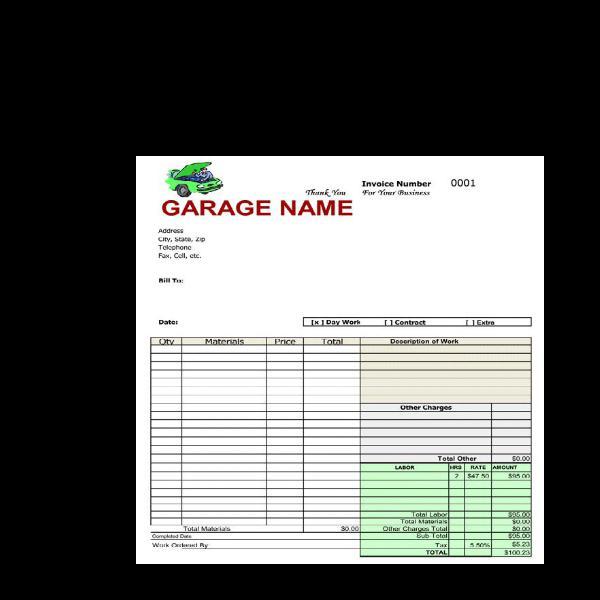 Invoice Number 0001
Thank You For Your Business
GARAGE NAME
Address
City, State, Zip
Telephone
Fax, Cell, etc.
Bill To:
Date: [x] Day Work [ ] Contract [ ] Extra
Qty Materials Price Total Description of Work
Other Charges
Total Other $0.00
LABOR HRS RATE AMOUNT
2 $47.50 $95.00
Total Labor $95.00
Total Materials $0.00
Total Materials $0.00 Other Charges Total $0.00
Completed Date Sub Total $95.00
Work Ordered By Tax 5.50% $5.23
TOTAL $100.23